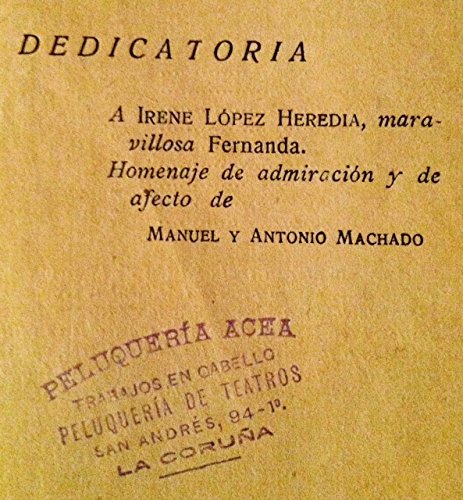 DEDICATORIA
A IRENE LÓPEZ HEREDIA, mara-
villosa Fernanda.
Homenaje de admiración y de
afecto de
MANUEL Y ANTONIO MACHADO
PELUQUERÍA ACEA
TRABAJOS EN CABELLO
PELUQUERÍA DE TEATROS
SAN ANDRÉS, 94-1º.
LA CORUÑA